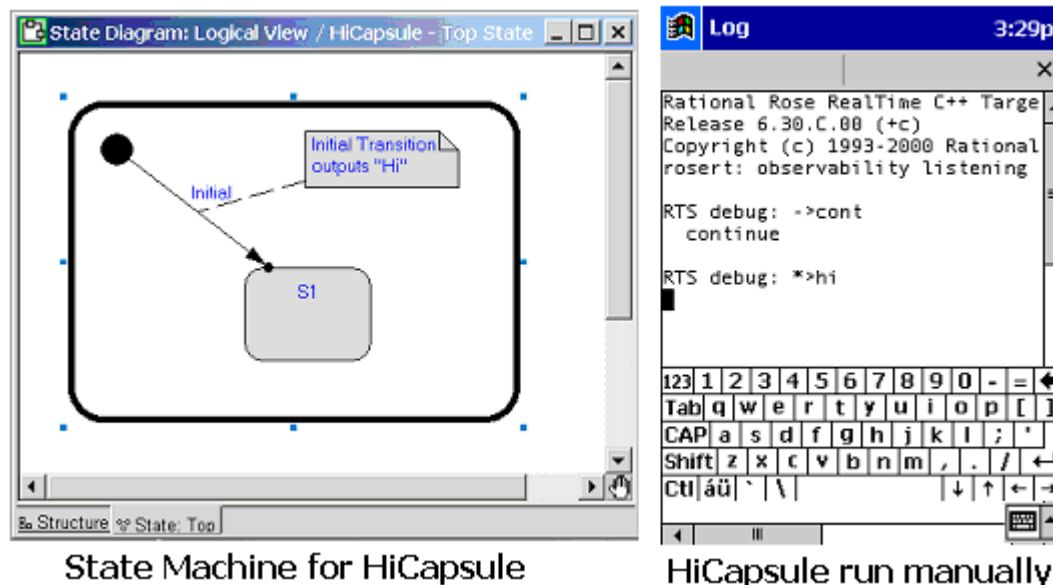 State Diagram: Logical View / HiCapsule - Top State
Initial Transition
outputs "Hi"
Initial
S1
Structure State: Top
State Machine for HiCapsule
Log 3:29p
Rational Rose RealTime C++ Targe
Release 6.30.C.00 (+c)
Copyright (c) 1993-2000 Rational
rosert: observability listening
RTS debug: ->cont
continue
RTS debug: *>hi
123 1 2 3 4 5 6 7 8 9 0 - =
Tab q w e r t y u i o p [ ]
CAP a s d f g h j k l ; '
Shift z x c v b n m , . /
Ctl áü ` \
HiCapsule run manually